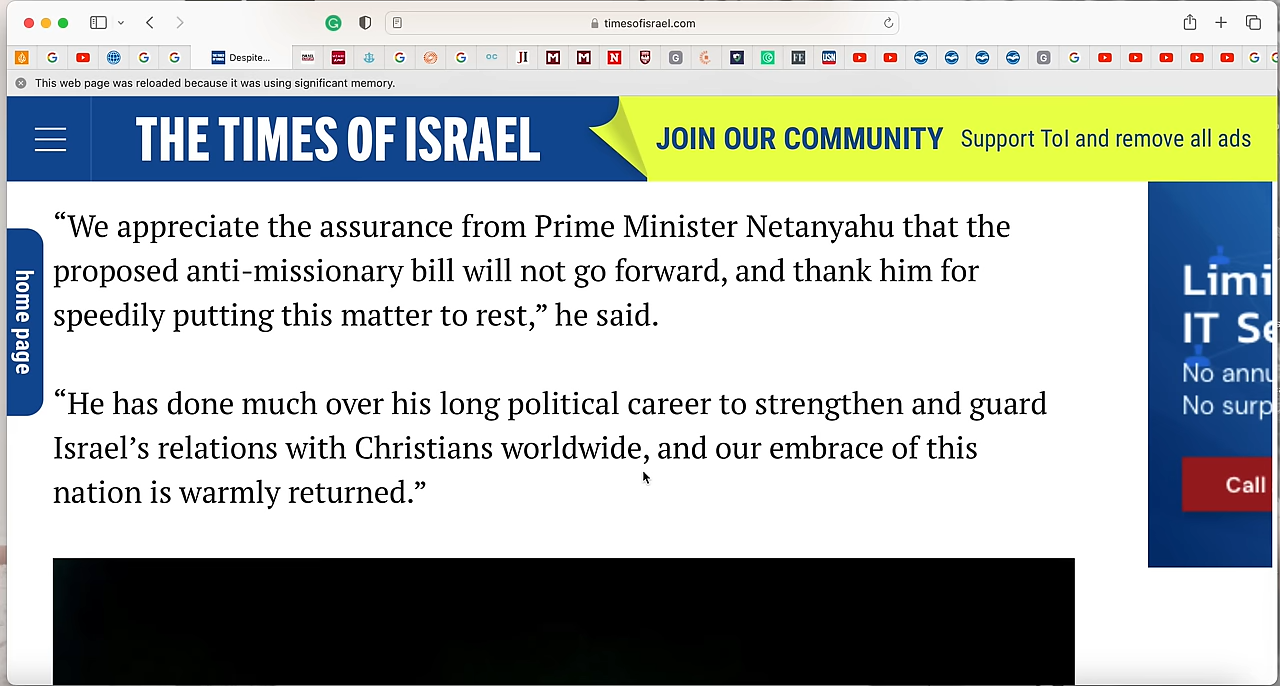 timesofisrael.com
Despite...
This web page was reloaded because it was using significant memory.
THE TIMES OF ISRAEL
JOIN OUR COMMUNITY Support ToI and remove all ads
home page
“We appreciate the assurance from Prime Minister Netanyahu that the
proposed anti-missionary bill will not go forward, and thank him for
speedily putting this matter to rest,” he said.
“He has done much over his long political career to strengthen and guard
Israel’s relations with Christians worldwide, and our embrace of this
nation is warmly returned.”
Limi
IT Se
No annu
No surp
Call